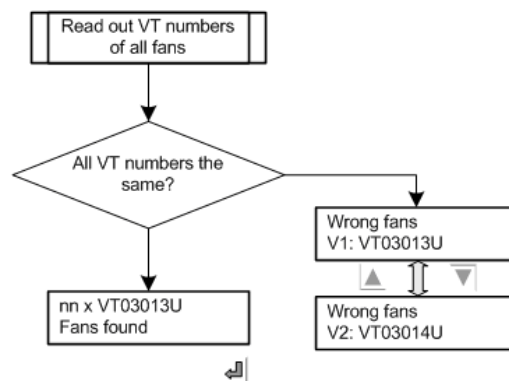 Read out VT numbers
of all fans
All VT numbers the
same?
Wrong fans
V1: VT03013U
nn x VT03013U
Fans found
Wrong fans
V2: VT03014U